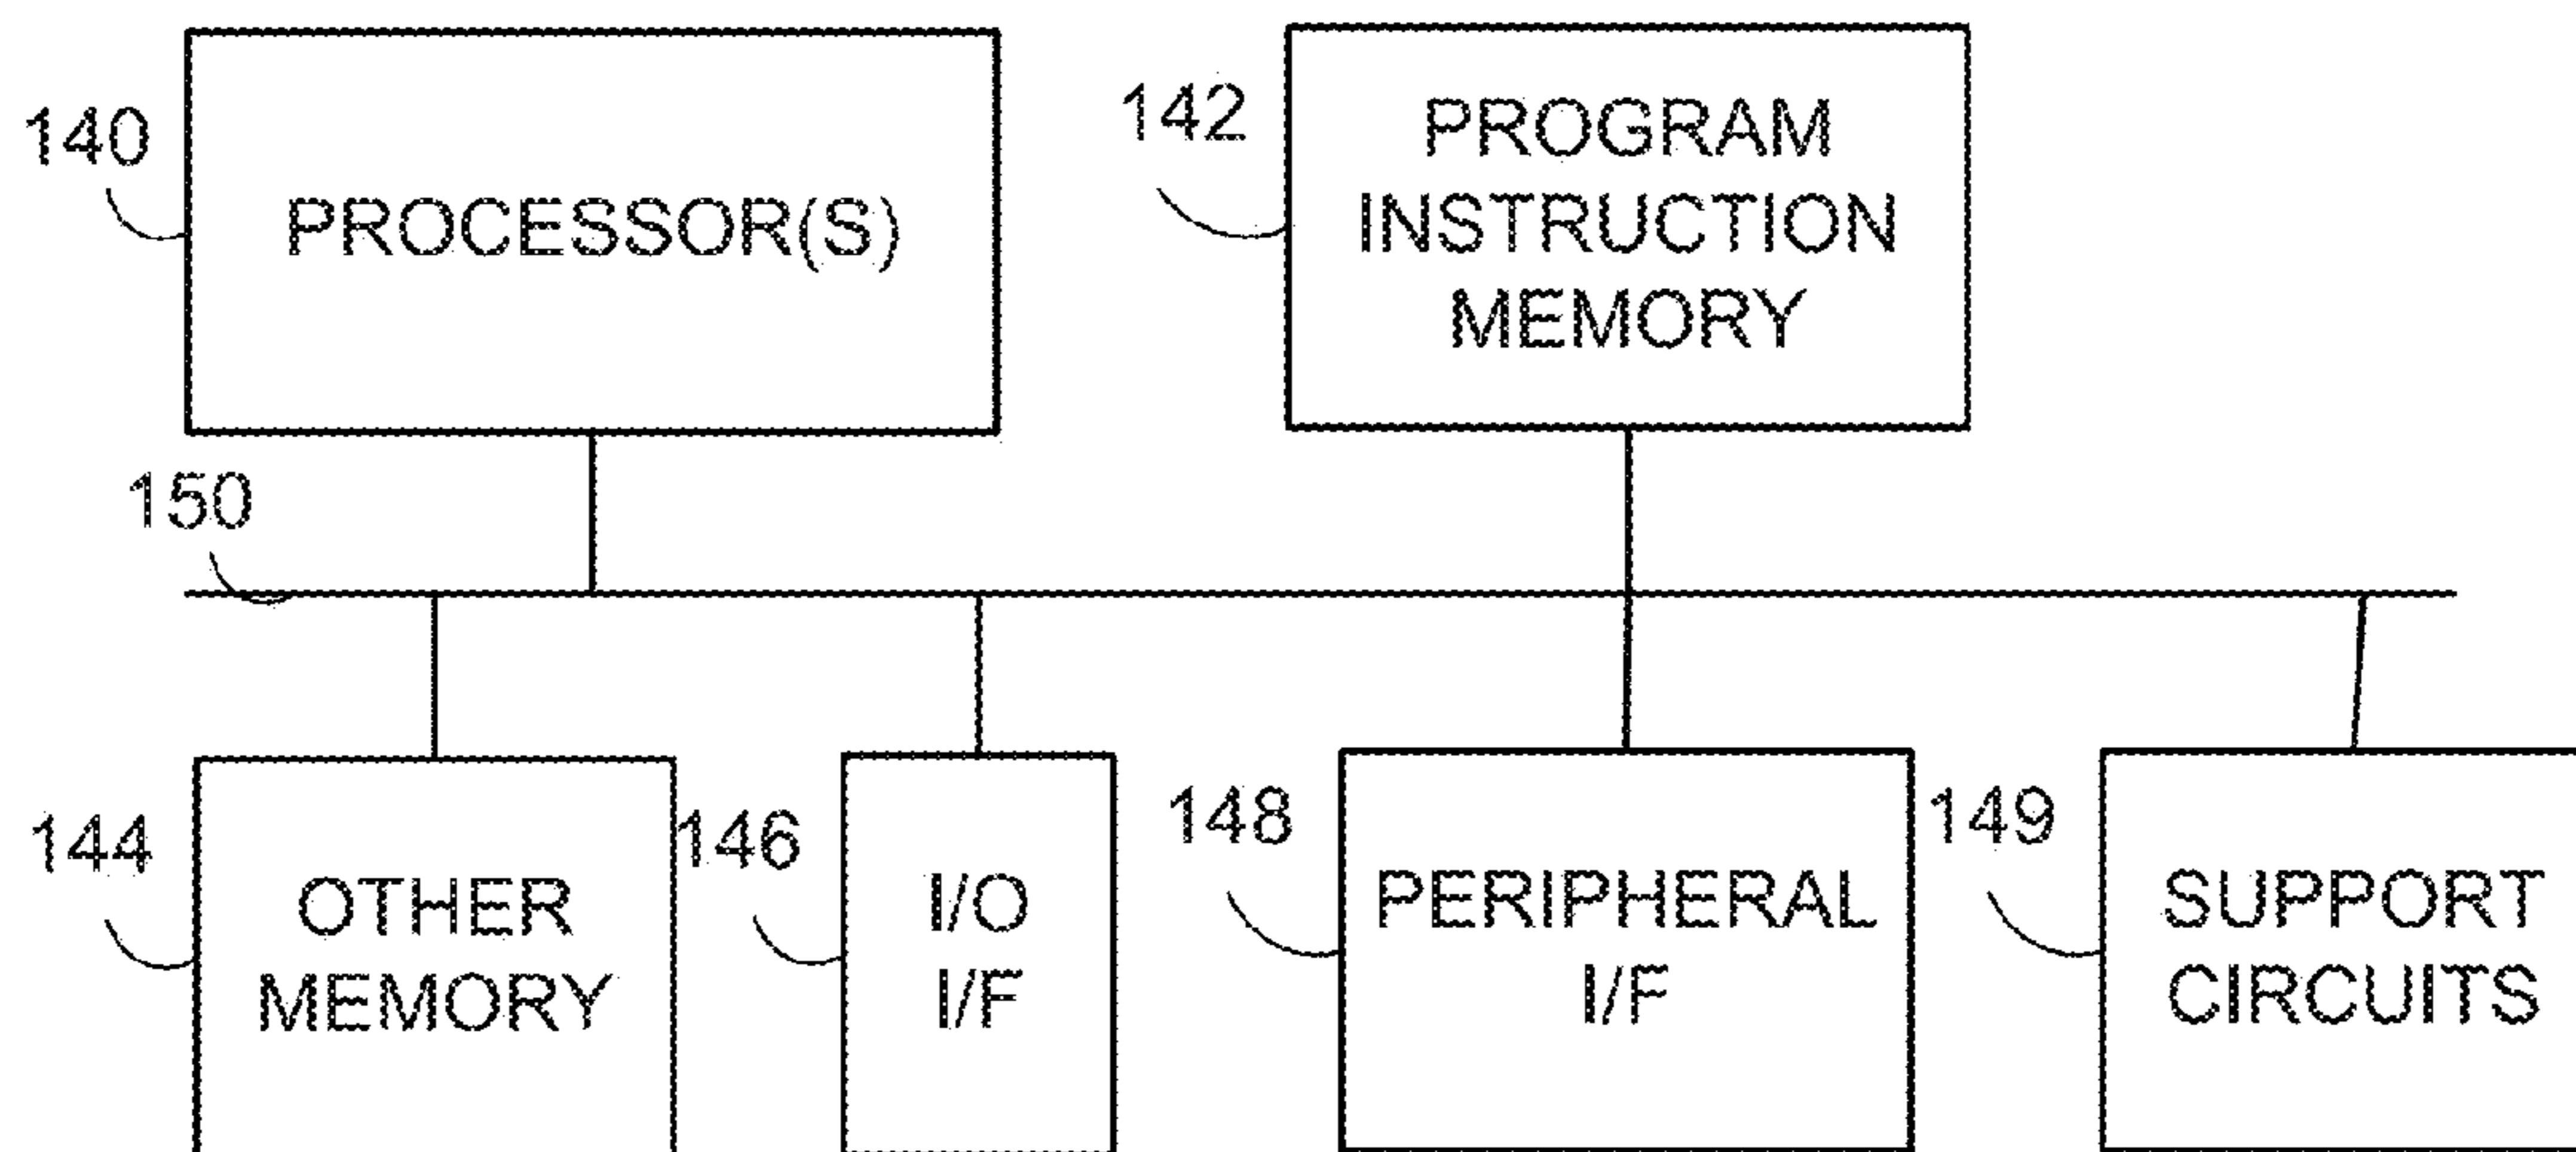 140
PROCESSOR(S)
142
PROGRAM
INSTRUCTION
MEMORY
150
144
OTHER
MEMORY
146
I/O
I/F
148
PERIPHERAL
I/F
149
SUPPORT
CIRCUITS